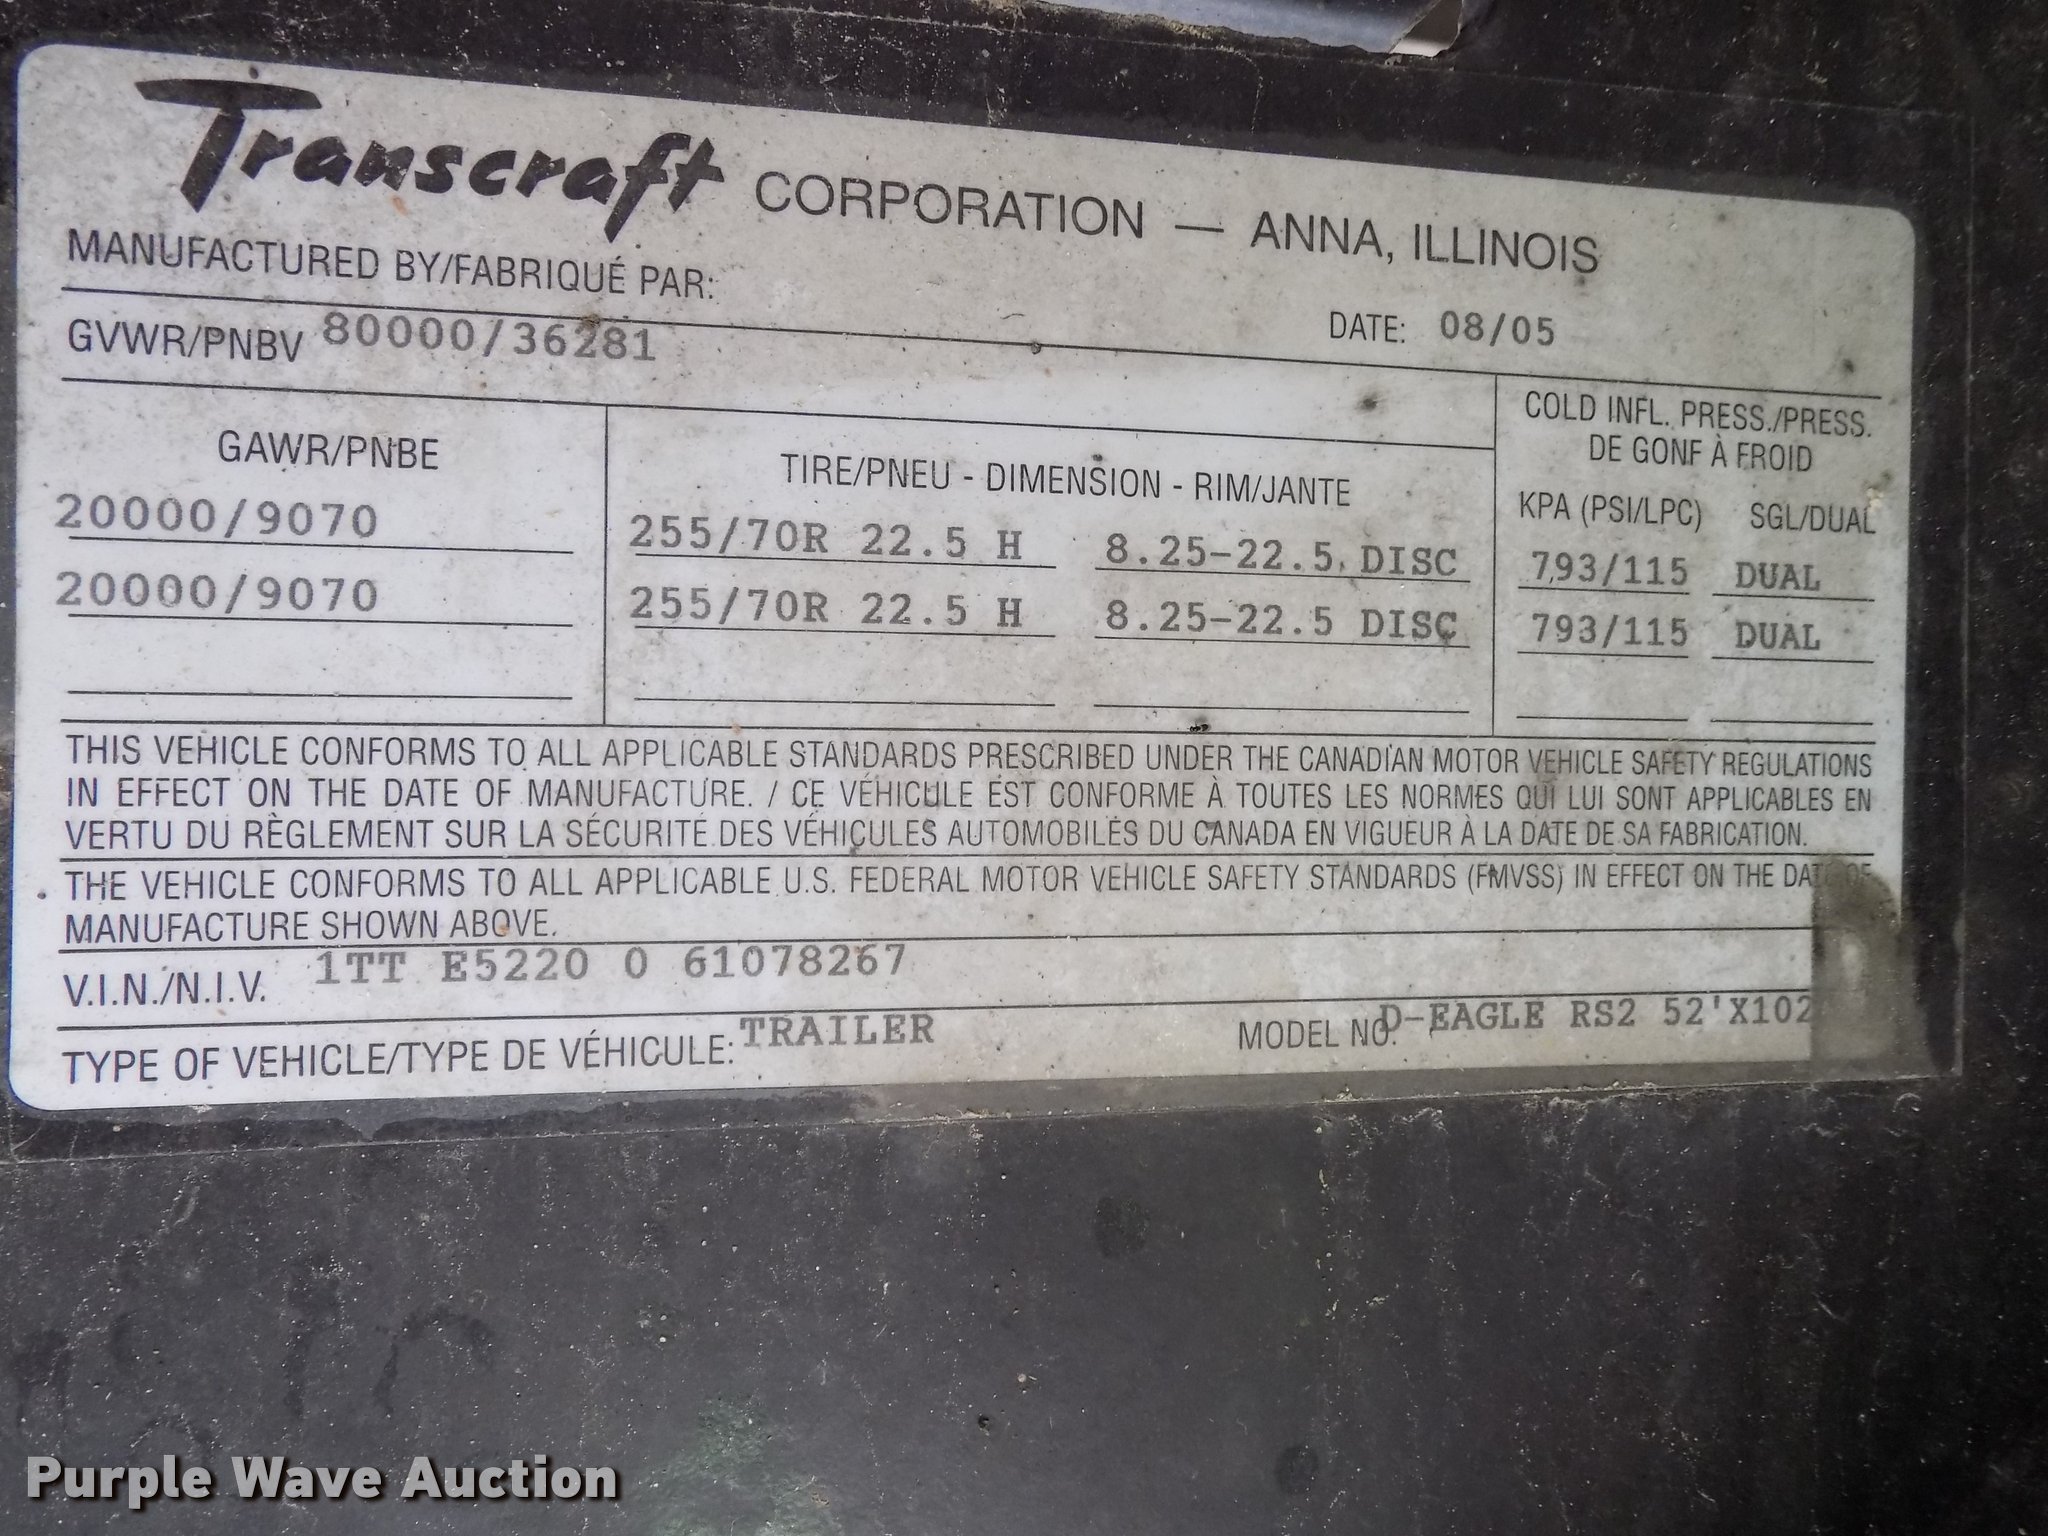 Transcraft CORPORATION — ANNA, ILLINOIS
MANUFACTURED BY/FABRIQUÉ PAR:
GVWR/PNBV 80000/36281 DATE: 08/05
GAWR/PNBE TIRE/PNEU - DIMENSION - RIM/JANTE COLD INFL. PRESS./PRESS.
DE GONF À FROID
KPA (PSI/LPC) SGL/DUAL
20000/9070 255/70R 22.5 H 8.25-22.5 DISC 793/115 DUAL
20000/9070 255/70R 22.5 H 8.25-22.5 DISC 793/115 DUAL
THIS VEHICLE CONFORMS TO ALL APPLICABLE STANDARDS PRESCRIBED UNDER THE CANADIAN MOTOR VEHICLE SAFETY REGULATIONS
IN EFFECT ON THE DATE OF MANUFACTURE. / CE VÉHICULE EST CONFORME À TOUTES LES NORMES QUI LUI SONT APPLICABLES EN
VERTU DU RÈGLEMENT SUR LA SÉCURITÉ DES VÉHICULES AUTOMOBILES DU CANADA EN VIGUEUR À LA DATE DE SA FABRICATION.
THE VEHICLE CONFORMS TO ALL APPLICABLE U.S. FEDERAL MOTOR VEHICLE SAFETY STANDARDS (FMVSS) IN EFFECT ON THE DATE OF
MANUFACTURE SHOWN ABOVE.
V.I.N./N.I.V. 1TT E5220 0 61078267
TYPE OF VEHICLE/TYPE DE VÉHICULE: TRAILER MODEL NO. D-EAGLE RS2 52'X102
Purple Wave Auction